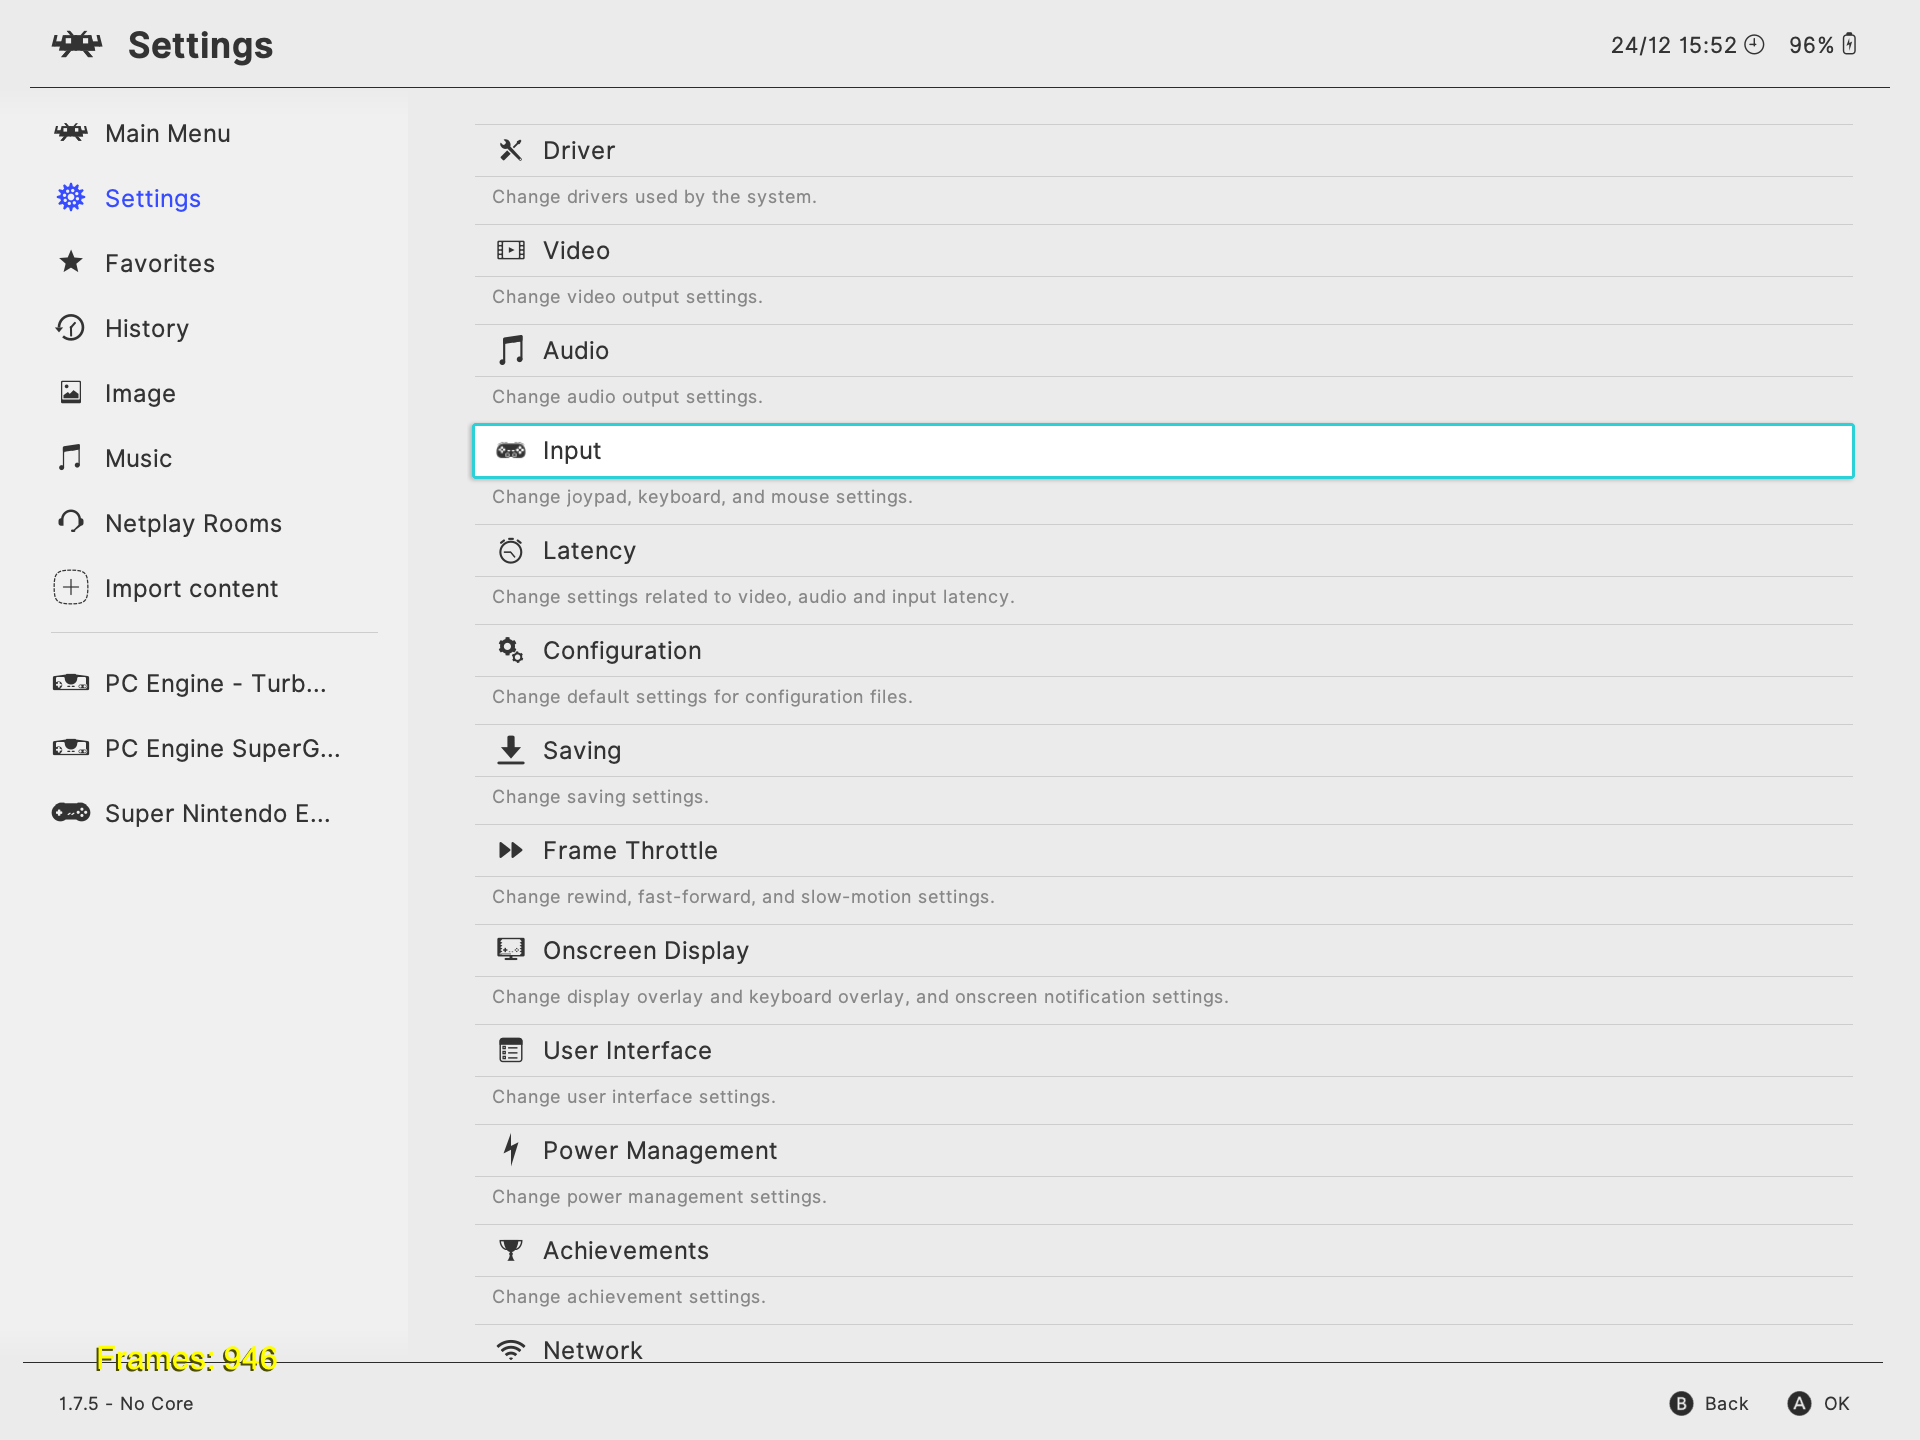 Settings
24/12 15:52 96%
Main Menu
Settings
Favorites
History
Image
Music
Netplay Rooms
Import content
PC Engine - Turb...
PC Engine SuperG...
Super Nintendo E...
Driver
Change drivers used by the system.
Video
Change video output settings.
Audio
Change audio output settings.
Input
Change joypad, keyboard, and mouse settings.
Latency
Change settings related to video, audio and input latency.
Configuration
Change default settings for configuration files.
Saving
Change saving settings.
Frame Throttle
Change rewind, fast-forward, and slow-motion settings.
Onscreen Display
Change display overlay and keyboard overlay, and onscreen notification settings.
User Interface
Change user interface settings.
Power Management
Change power management settings.
Achievements
Change achievement settings.
Network
Frames: 946
1.7.5 - No Core
B Back A OK